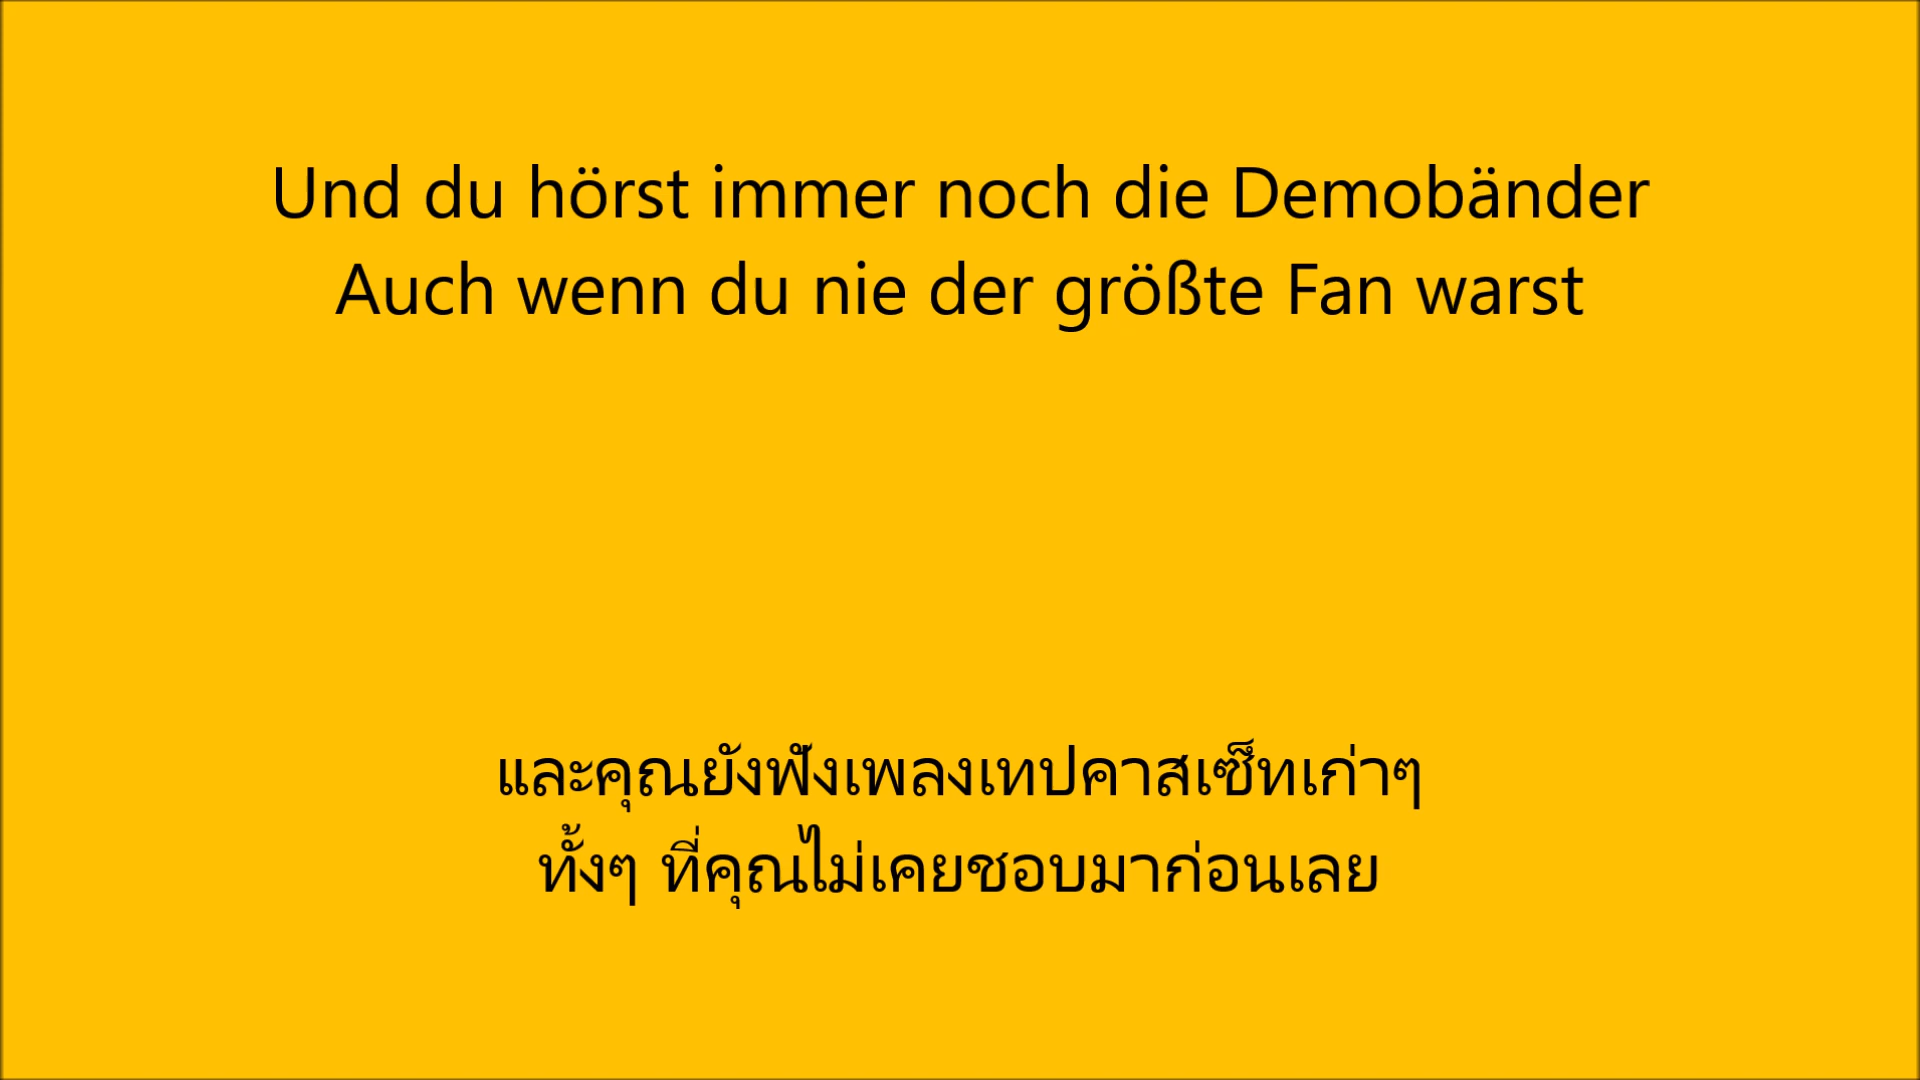 Und du hörst immer noch die Demobänder
Auch wenn du nie der größte Fan warst
และคุณยังฟังเพลงเทปคาสเซ็ทเก่าๆ
ทั้งๆ ที่คุณไม่เคยชอบมาก่อนเลย